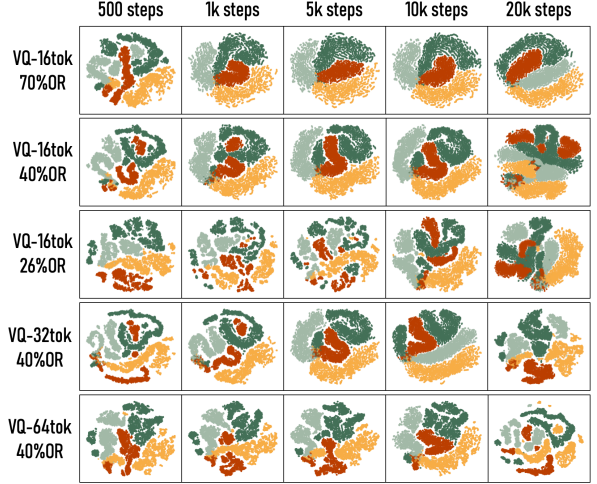 500 steps 1k steps 5k steps 10k steps 20k steps
VQ-16tok
70%OR
VQ-16tok
40%OR
VQ-16tok
26%OR
VQ-32tok
40%OR
VQ-64tok
40%OR